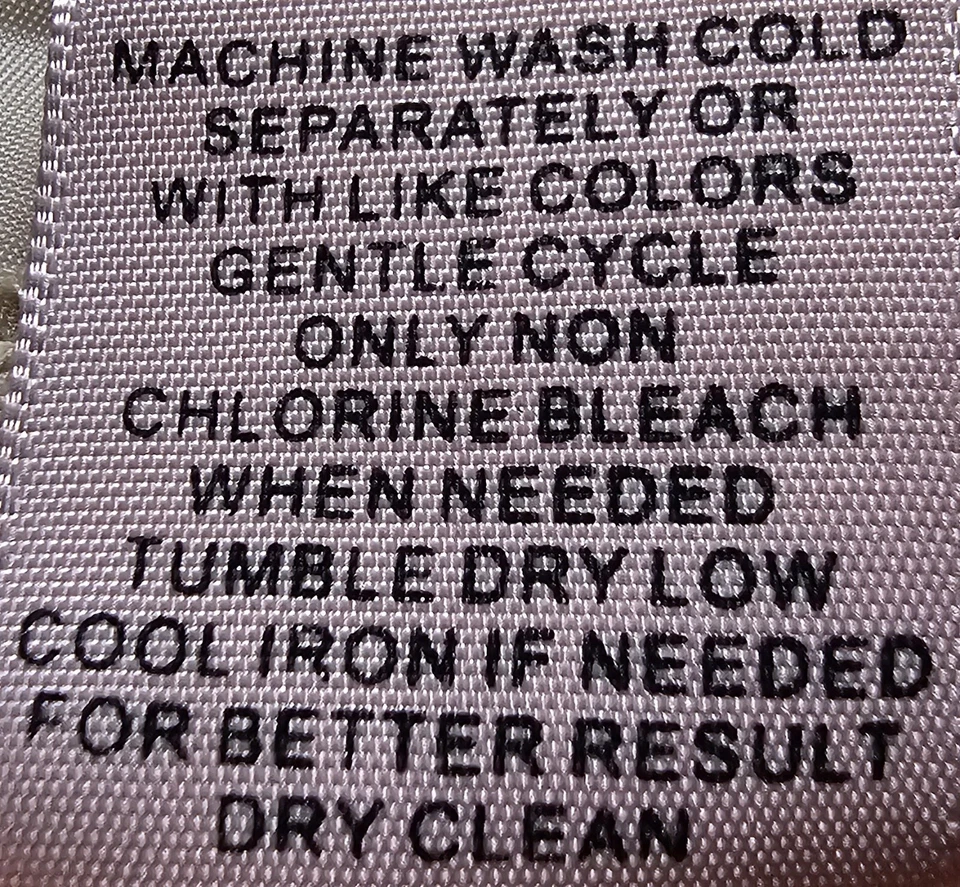 MACHINE WASH COLD
SEPARATELY OR
WITH LIKE COLORS
GENTLE CYCLE
ONLY NON
CHLORINE BLEACH
WHEN NEEDED
TUMBLE DRY LOW
COOL IRON IF NEEDED
FOR BETTER RESULT
DRY CLEAN